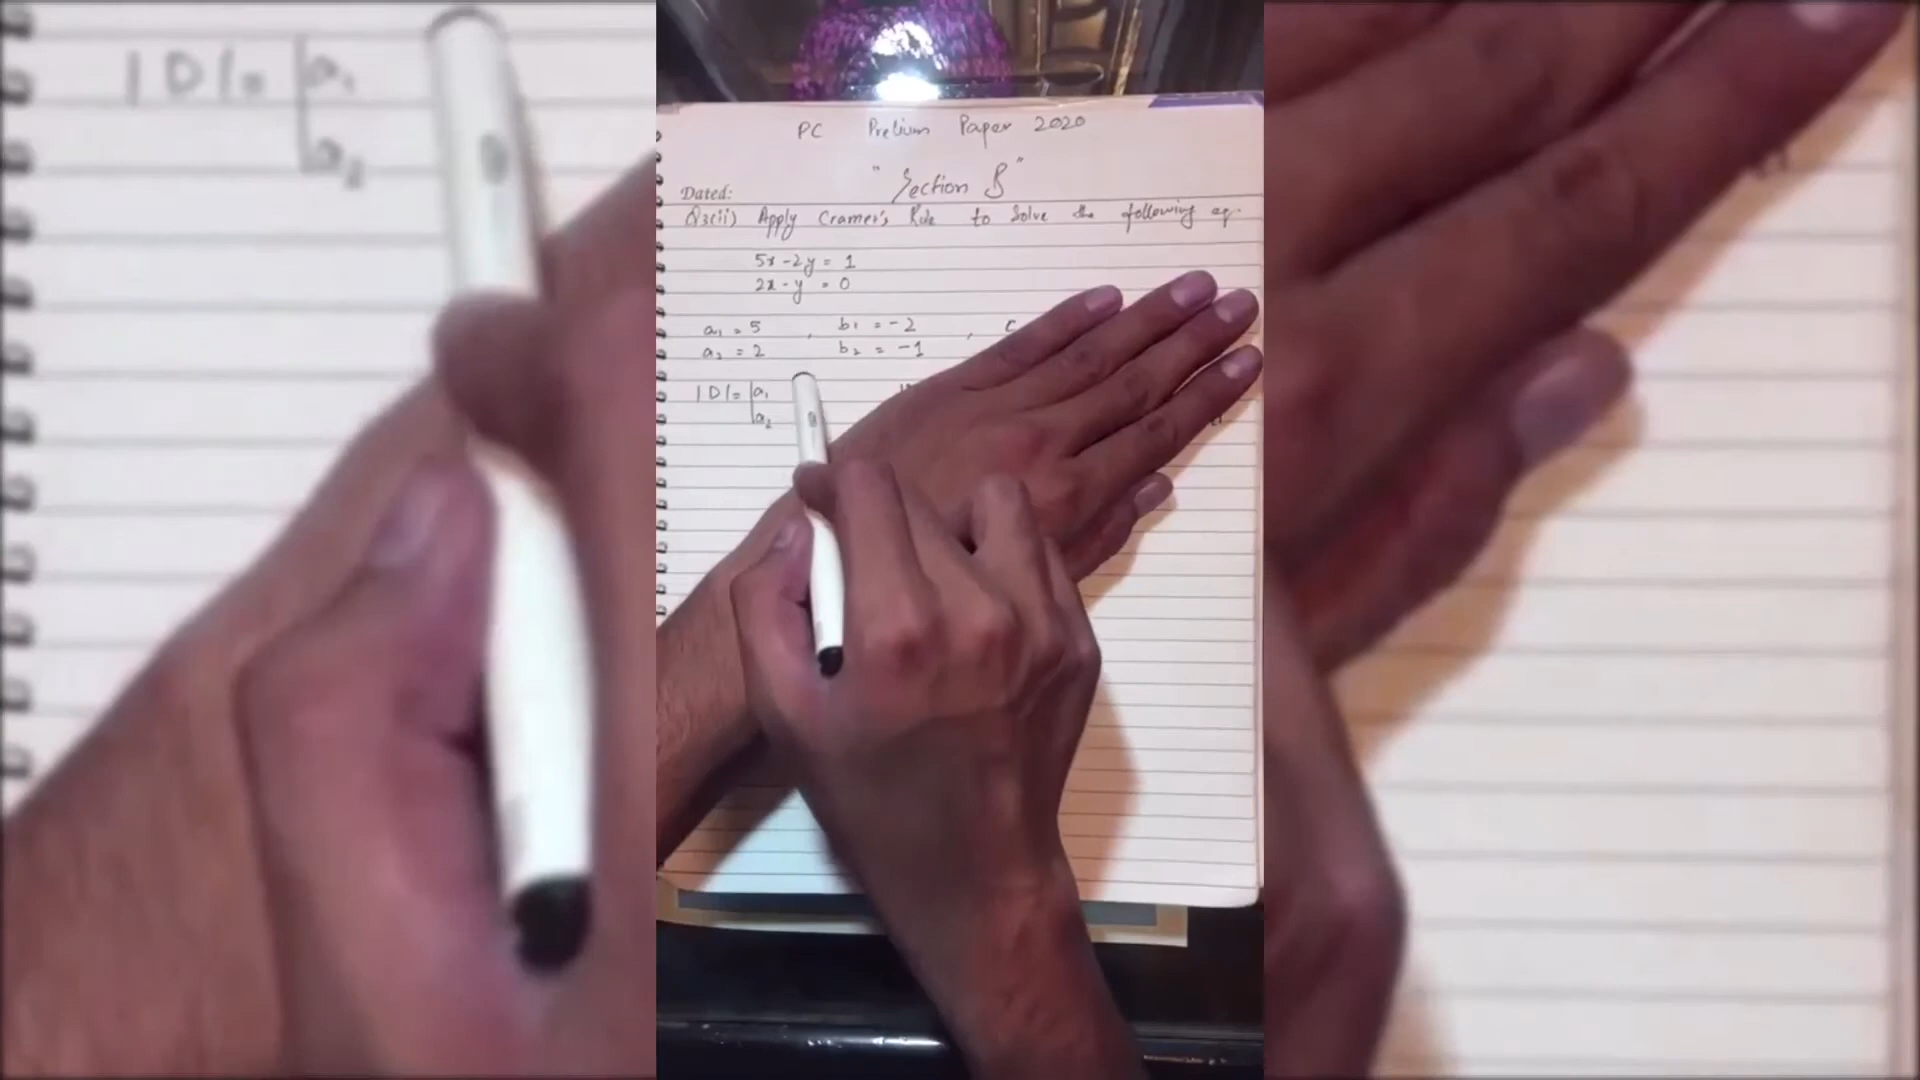 PC Prelium Paper 2020
"Section B"
Dated:
Q3(ii) Apply Cramer's Rule to Solve the following eq.
5x - 2y = 1
2x - y = 0
a₁ = 5 , b₁ = -2 , c
a₂ = 2 b₂ = -1
|D| = |a₁
a₂